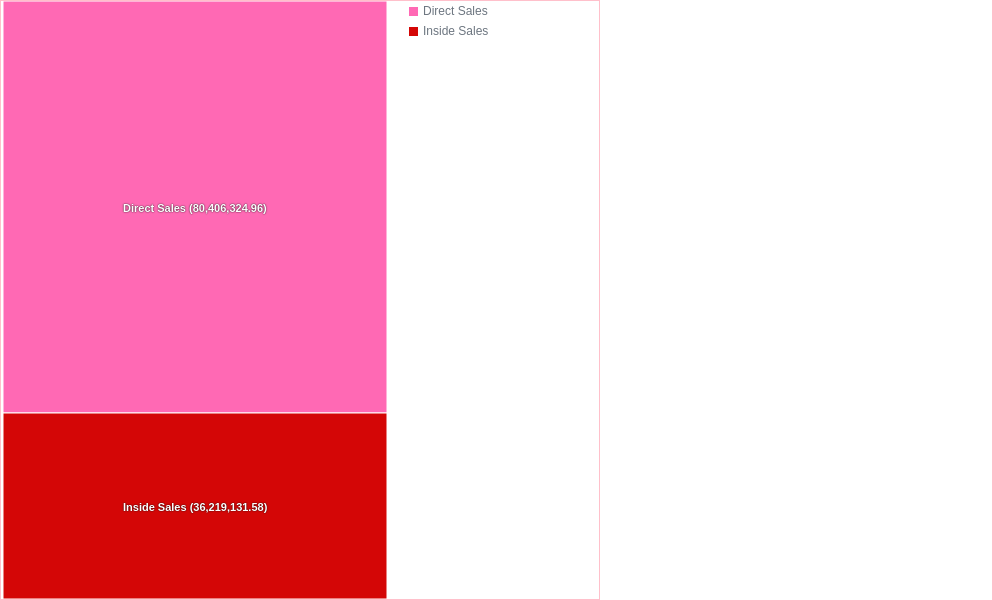 Direct Sales
Inside Sales
Direct Sales (80,406,324.96)
Inside Sales (36,219,131.58)